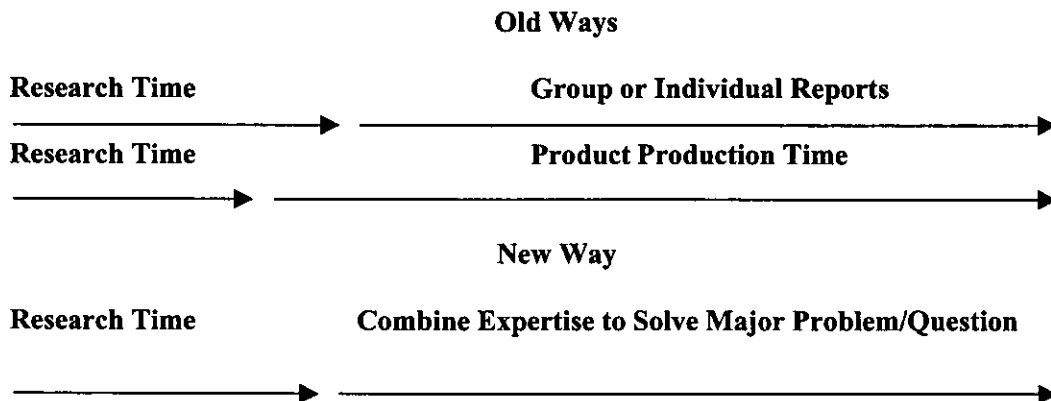 Old Ways
Research Time Group or Individual Reports
Research Time Product Production Time
New Way
Research Time Combine Expertise to Solve Major Problem/Question